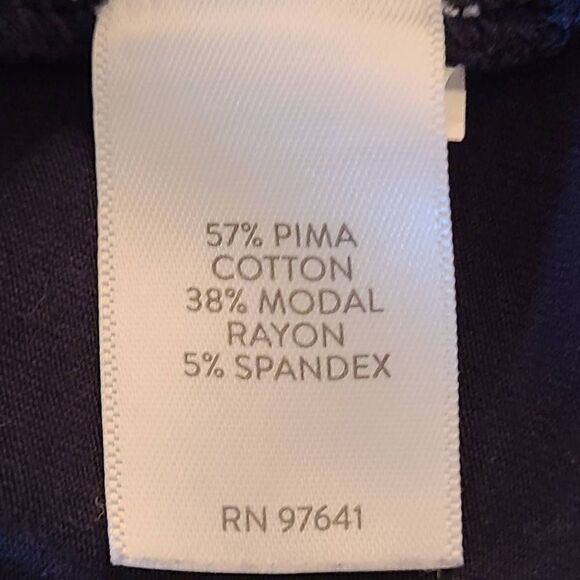 57% PIMA
COTTON
38% MODAL
RAYON
5% SPANDEX
RN 97641